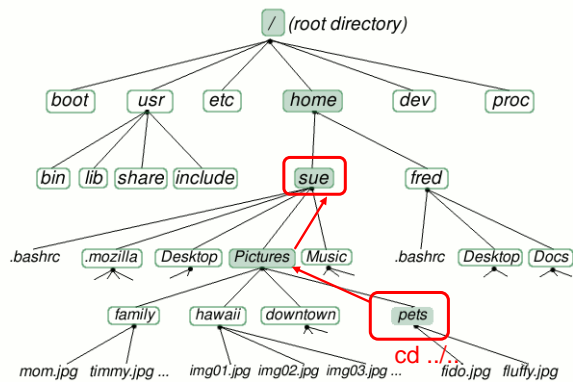 / (root directory)
boot usr etc home dev proc
bin lib share include sue fred
.bashrc .mozilla Desktop Pictures Music .bashrc Desktop Docs
family hawaii downtown pets
cd ../..
mom.jpg timmy.jpg ... img01.jpg img02.jpg img03.jpg ... fido.jpg fluffy.jpg